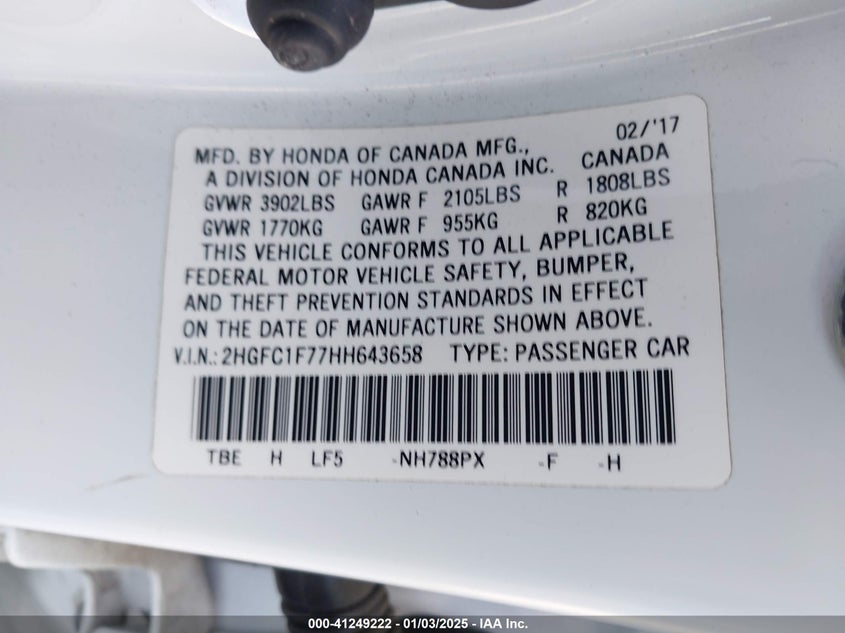 02/'17
MFD. BY HONDA OF CANADA MFG., CANADA
A DIVISION OF HONDA CANADA INC.
GVWR 3902LBS GAWR F 2105LBS R 1808LBS
GVWR 1770KG GAWR F 955KG R 820KG
THIS VEHICLE CONFORMS TO ALL APPLICABLE
FEDERAL MOTOR VEHICLE SAFETY, BUMPER,
AND THEFT PREVENTION STANDARDS IN EFFECT
ON THE DATE OF MANUFACTURE SHOWN ABOVE.
V.I.N.: 2HGFC1F77HH643658 TYPE: PASSENGER CAR
TBE H LF5 -NH788PX -F -H
000-41249222 - 01/03/2025 - IAA Inc.